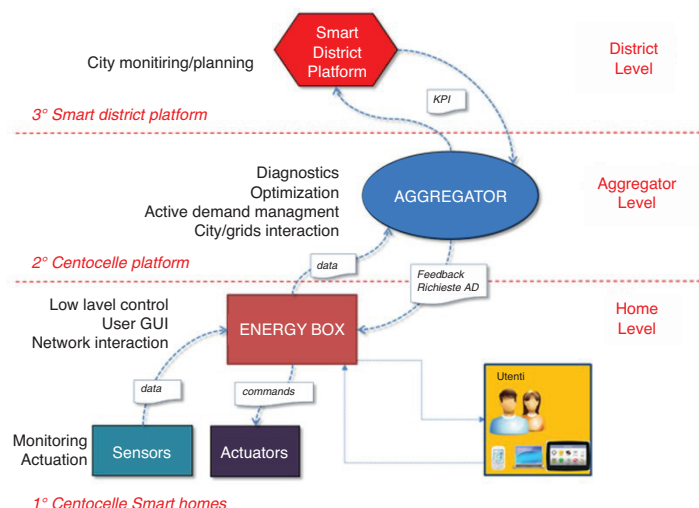 Smart
District
Platform
City monitiring/planning
District
Level
KPI
3° Smart district platform
Diagnostics
Optimization
Active demand managment
City/grids interaction
AGGREGATOR
Aggregator
Level
2° Centocelle platform
data
Feedback
Richieste AD
Low lavel control
User GUI
Network interaction
ENERGY BOX
Home
Level
data
commands
Utenti
Monitoring
Actuation
Sensors
Actuators
1° Centocelle Smart homes